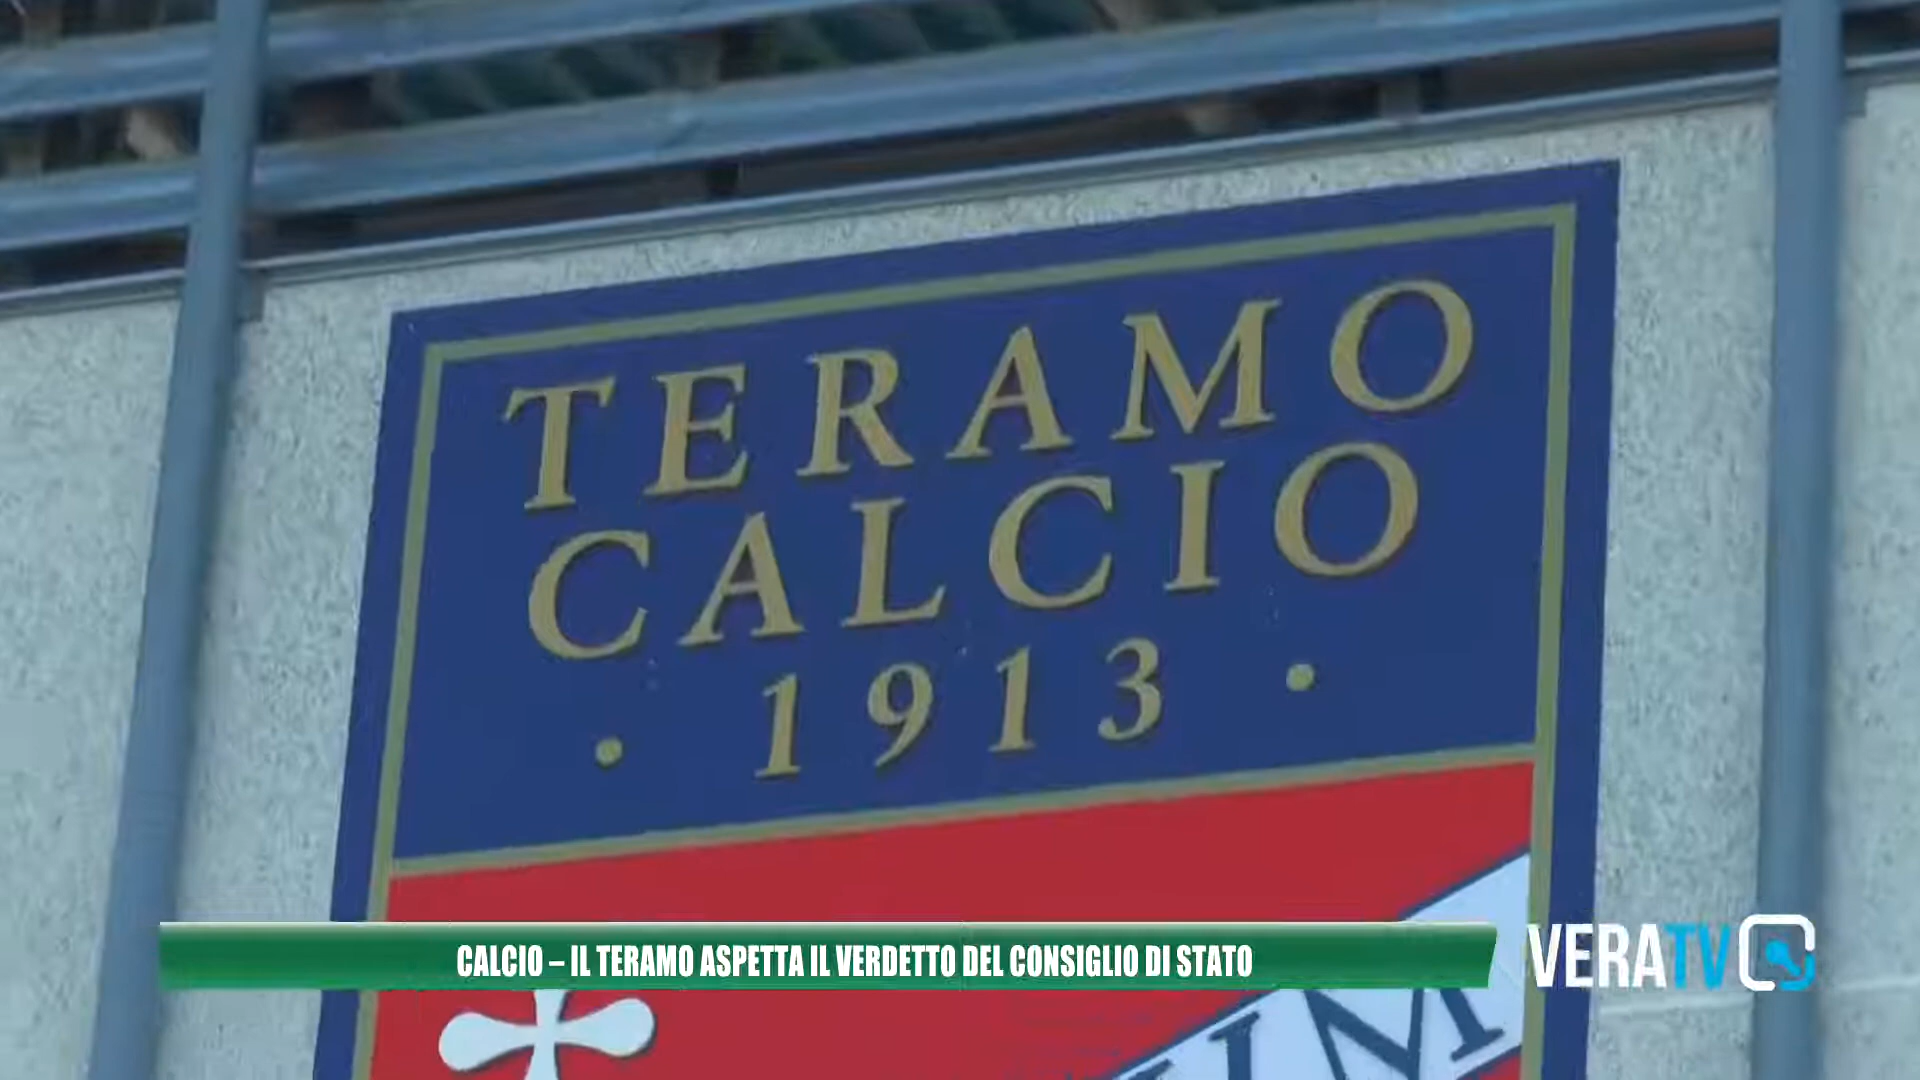 TERAMO
CALCIO
· 1913 ·
CALCIO – IL TERAMO ASPETTA IL VERDETTO DEL CONSIGLIO DI STATO
VERATV